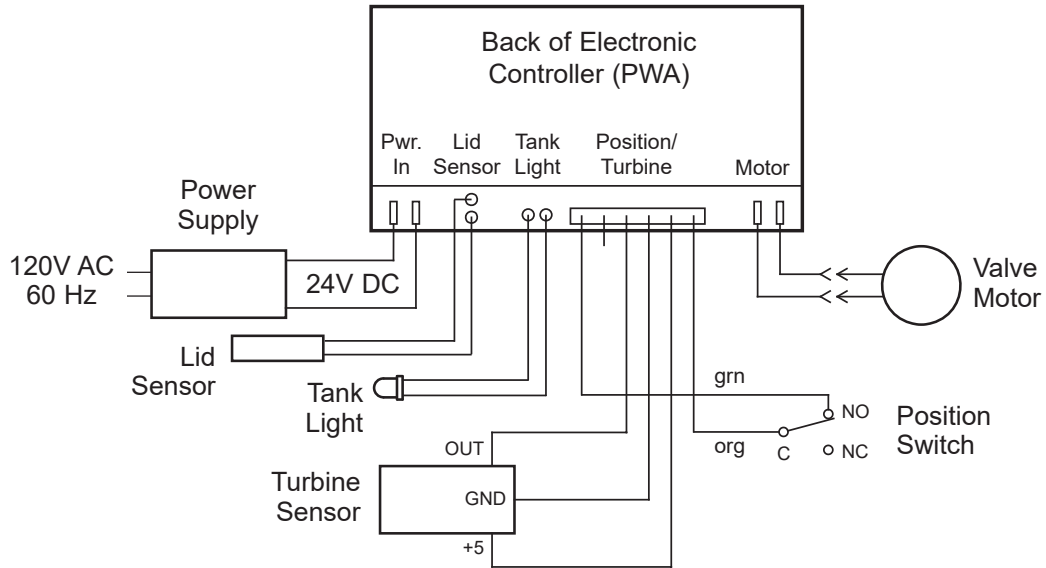 Back of Electronic
Controller (PWA)
Pwr.
In
Lid
Sensor
Tank
Light
Position/
Turbine
Motor
Power
Supply
120V AC
60 Hz
24V DC
Valve
Motor
Lid
Sensor
Tank
Light
grn
NO
org
C
NC
Position
Switch
OUT
Turbine
Sensor
GND
+5